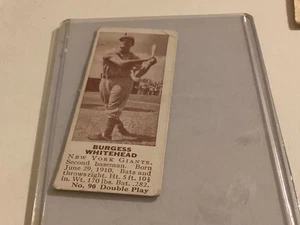 BURGESS
WHITEHEAD
NEW YORK GIANTS.
Second baseman. Born
June 29, 1910. Bats and
throws right. Ht. 5 ft. 10½
in. Wt. 170 lbs. Bat. .282.
No. 90 Double Play